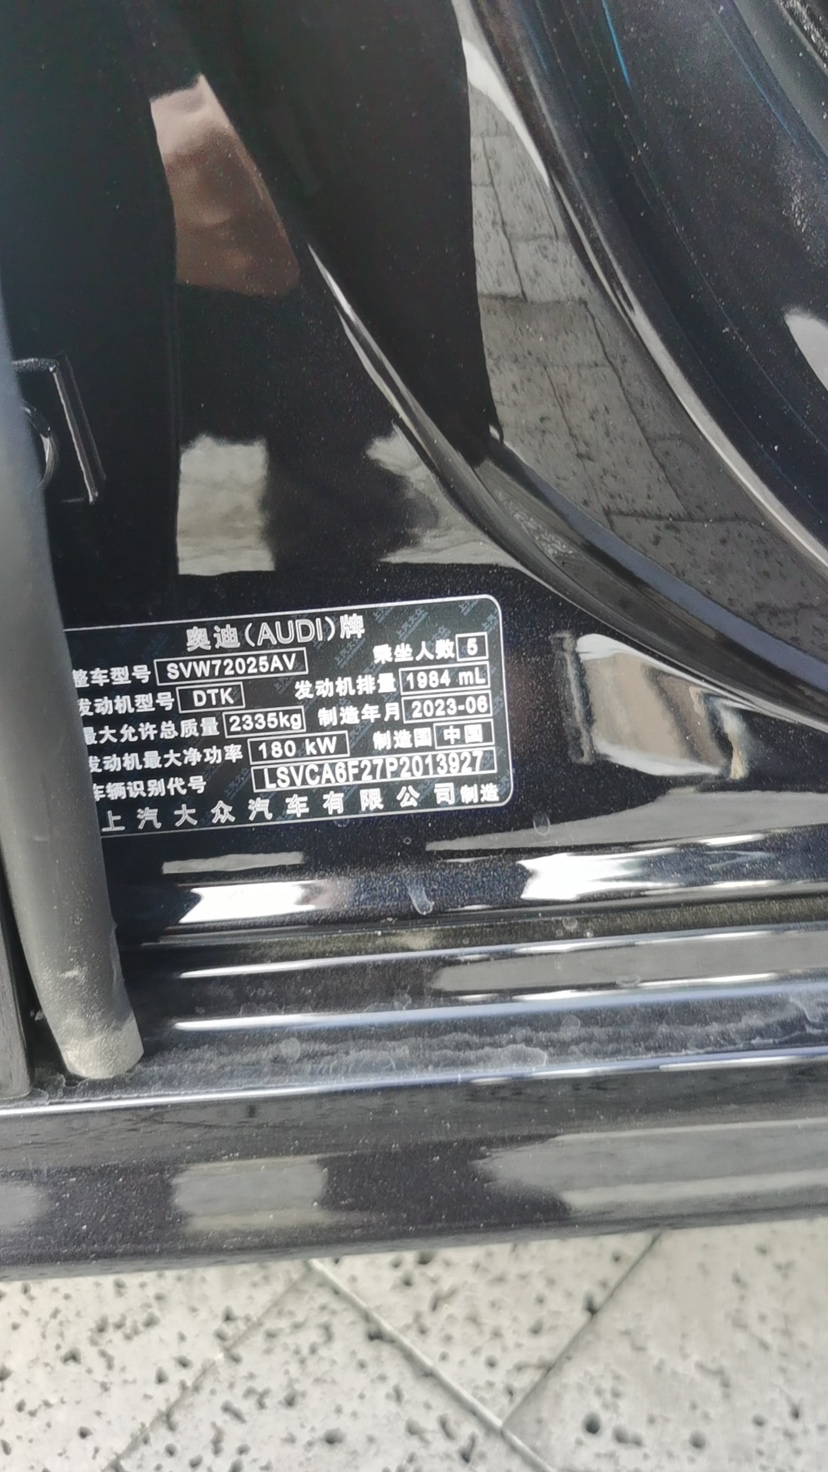 奥迪(AUDI)牌
整车型号 SVW72025AV 乘坐人数 5
发动机型号 DTK 发动机排量 1984 mL
最大允许总质量 2335kg 制造年月 2023-06
发动机最大净功率 180 kW 制造国 中国
车辆识别代号 LSVCA6F27P2013927
上汽大众汽车有限公司制造